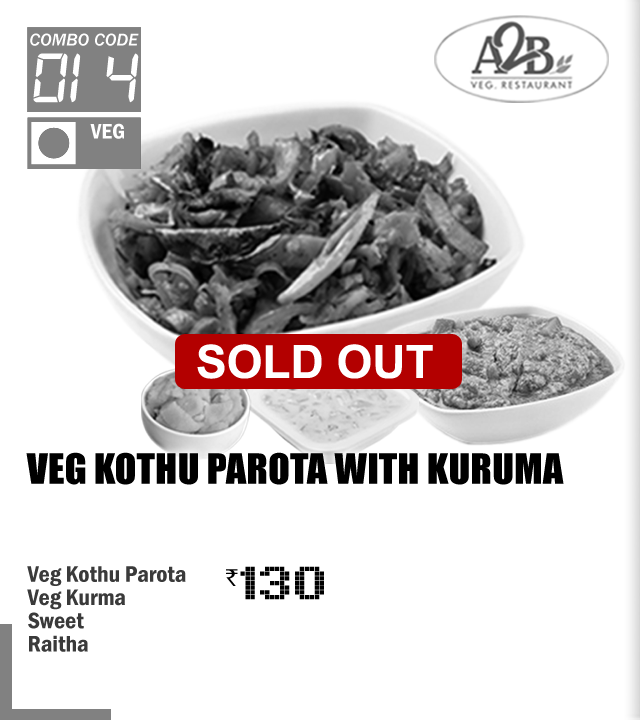 COMBO CODE
014
VEG
A2B
VEG. RESTAURANT
SOLD OUT
VEG KOTHU PAROTA WITH KURUMA
Veg Kothu Parota
Veg Kurma
Sweet
Raitha
₹130